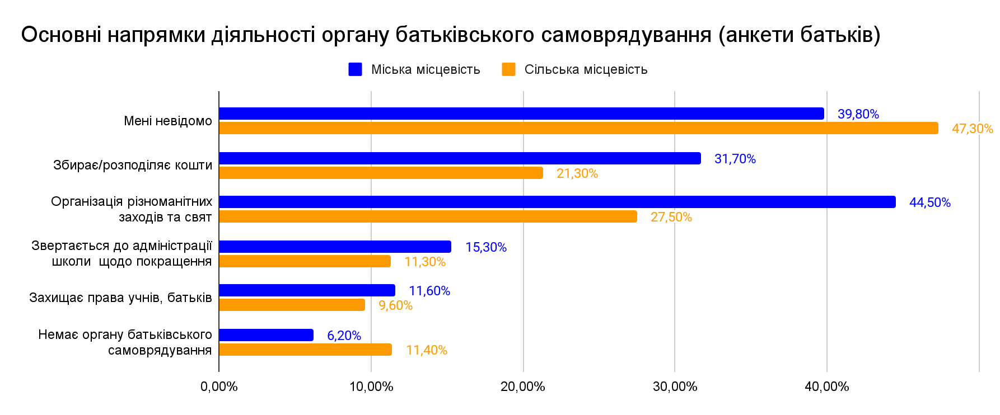 Основні напрямки діяльності органу батьківського самоврядування (анкети батьків)
Міська місцевість
Сільська місцевість
Мені невідомо
39,80%
47,30%
Збирає/розподіляє кошти
31,70%
21,30%
Організація різноманітних
заходів та свят
44,50%
27,50%
Звертається до адміністрації
школи  щодо покращення
15,30%
11,30%
Захищає права учнів, батьків
11,60%
9,60%
Немає органу батьківського
самоврядування
6,20%
11,40%
0,00%
10,00%
20,00%
30,00%
40,00%